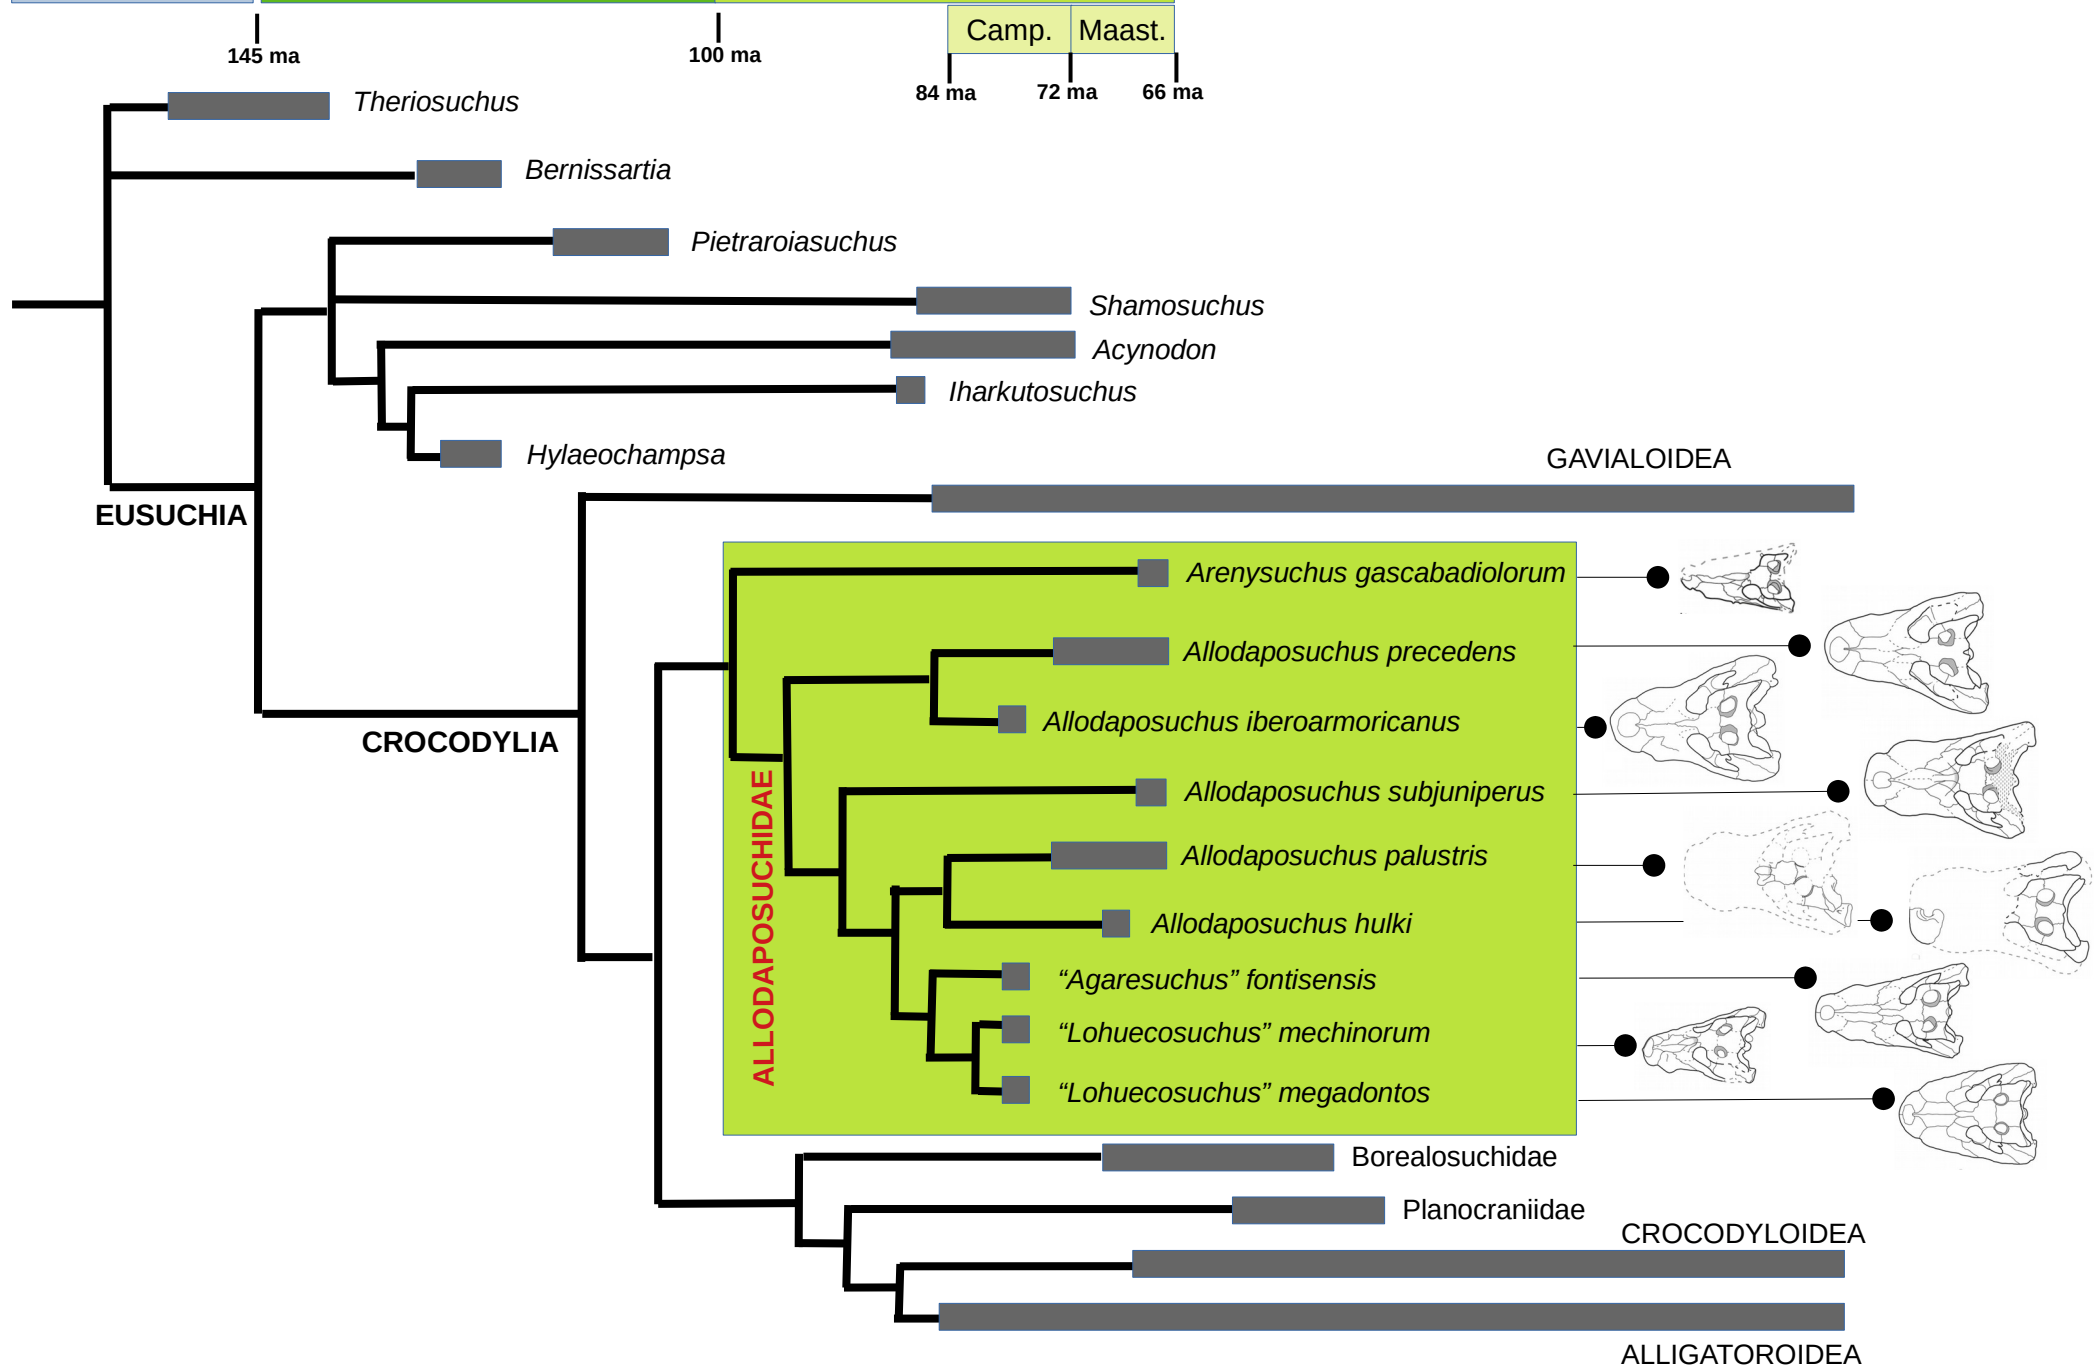 Camp. Maast.
145 ma
100 ma
84 ma
72 ma
66 ma
Theriosuchus
Bernissartia
Pietraroiasuchus
Shamosuchus
Acynodon
Iharkutosuchus
Hylaeochampsa
GAVIALOIDEA
EUSUCHIA
Arenysuchus gascabadiolorum
Allodaposuchus precedens
Allodaposuchus iberoarmoricanus
CROCODYLIA
ALLODAPOSUCHIDAE
Allodaposuchus subjuniperus
Allodaposuchus palustris
Allodaposuchus hulki
“Agaresuchus” fontisensis
“Lohuecosuchus” mechinorum
“Lohuecosuchus” megadontos
Borealosuchidae
Planocraniidae
CROCODYLOIDEA
ALLIGATOROIDEA